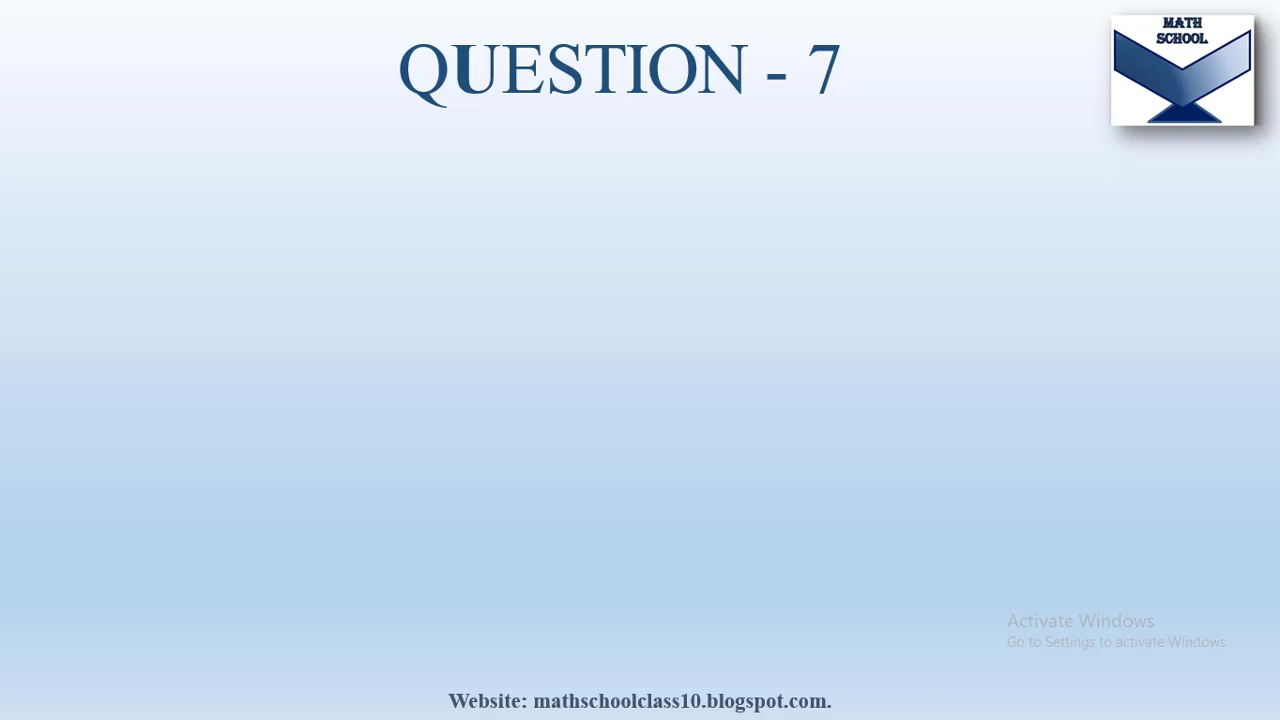 QUESTION - 7
MATH
SCHOOL
Activate Windows
Go to Settings to activate Windows.
Website: mathschoolclass10.blogspot.com.